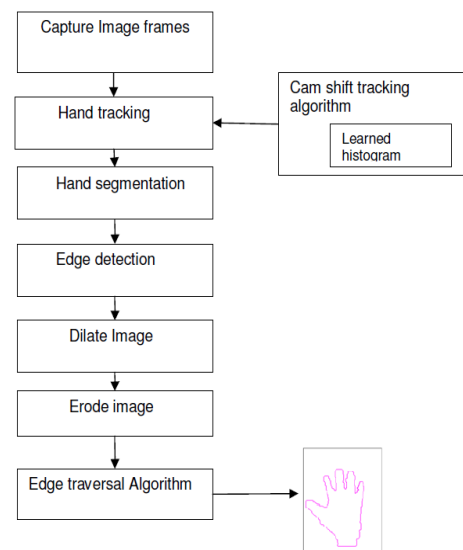 Capture Image frames
Hand tracking
Cam shift tracking
algorithm
Learned
histogram
Hand segmentation
Edge detection
Dilate Image
Erode image
Edge traversal Algorithm